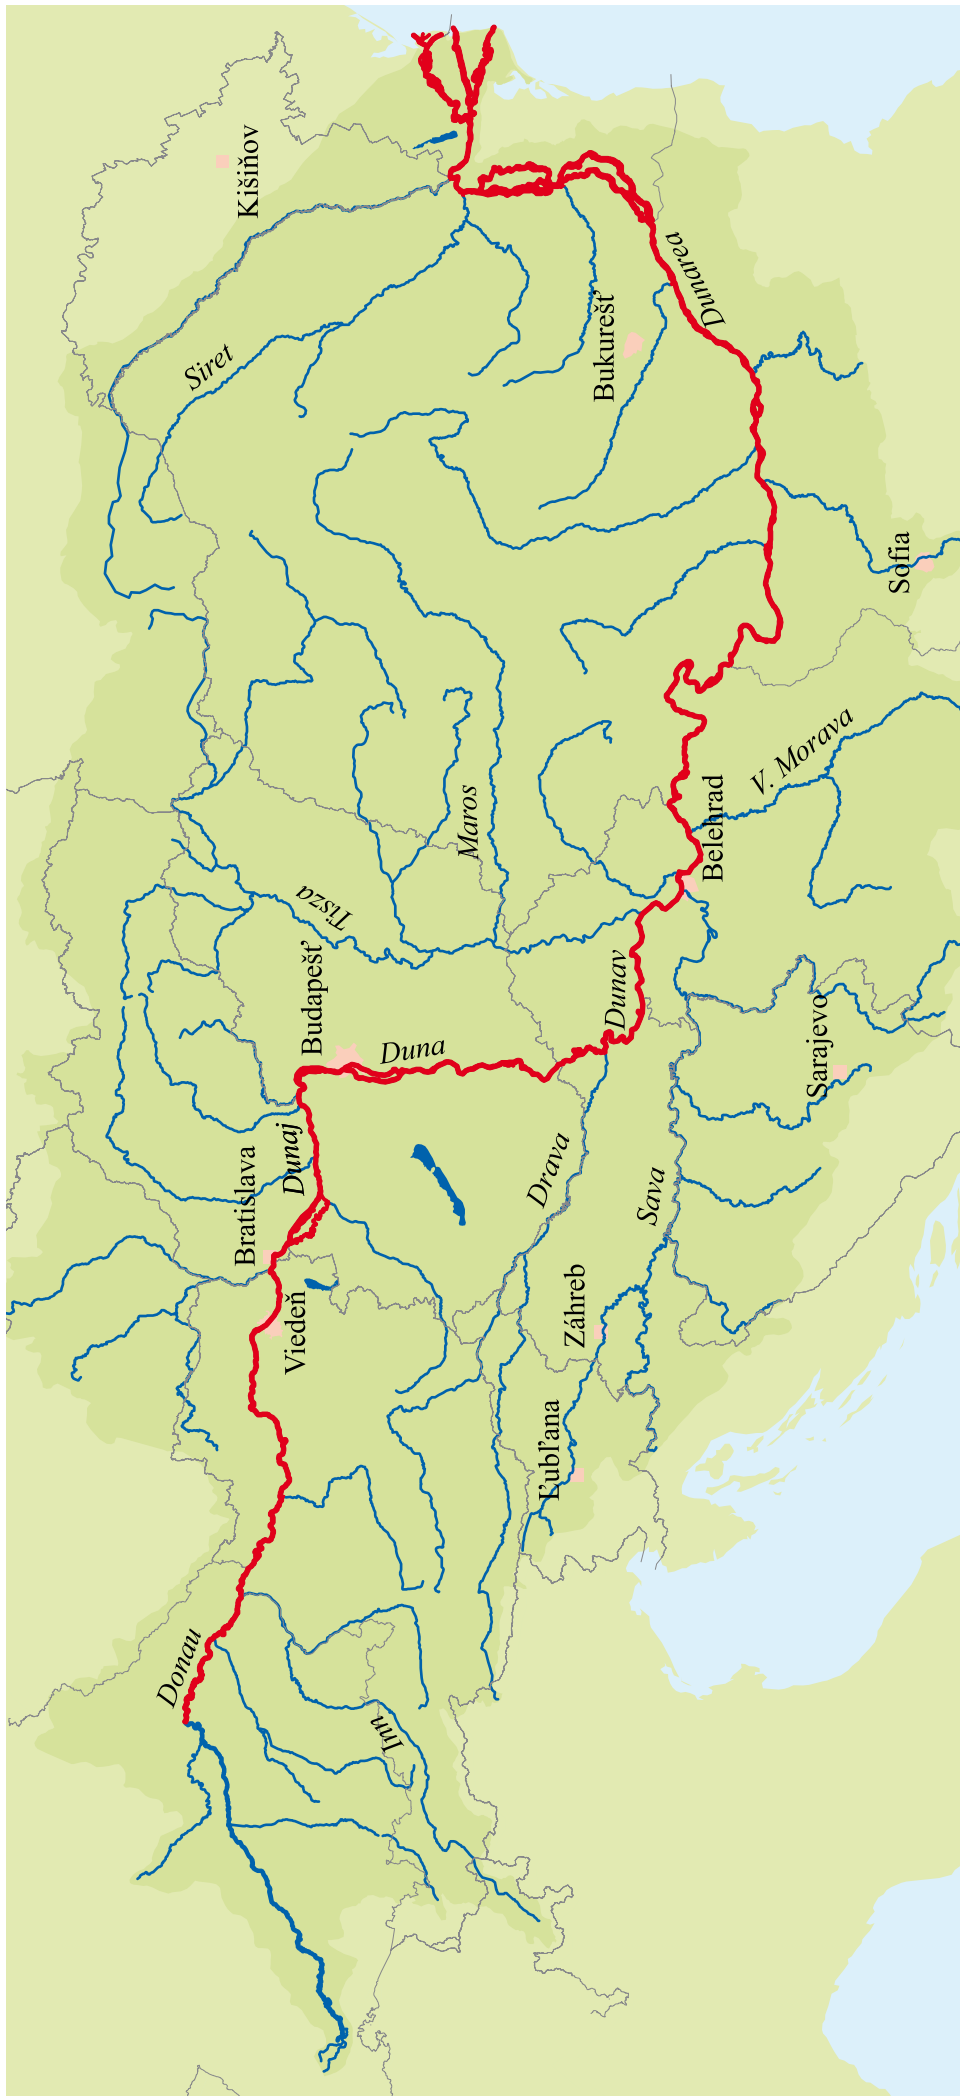 Donau
Inn
Viedeň
Bratislava
Dunaj
Budapešť
Duna
Tisza
Maros
Siret
Kišiňov
Ľubľana
Záhreb
Drava
Sava
Dunav
Sarajevo
Belehrad
V. Morava
Sofia
Bukurešť
Dunarea